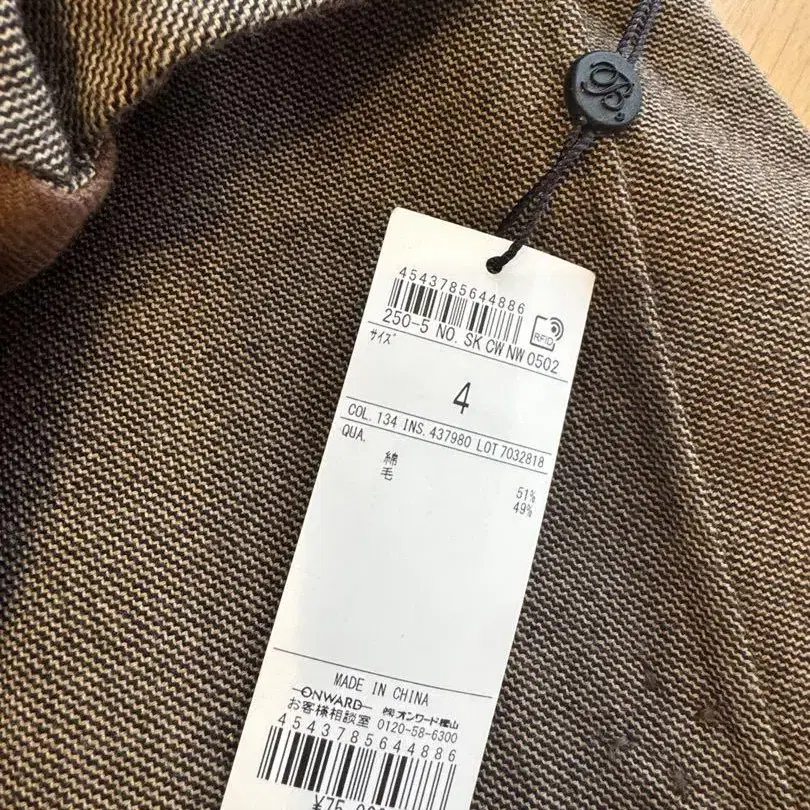 4543785644886
250-5 NO. SK CW NW 0502
RFID
サイズ
4
COL. 134 INS. 437980 LOT 7032818
QUA.
綿 51%
毛 49%
MADE IN CHINA
ONWARD ㈱オンワード樫山
お客様相談室 0120-58-6300
4543785644886